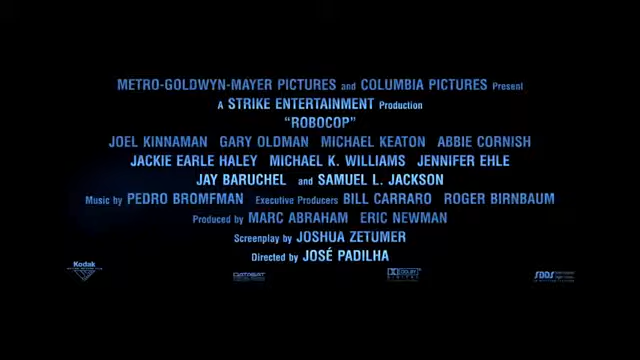 METRO-GOLDWYN-MAYER PICTURES and COLUMBIA PICTURES Present
A STRIKE ENTERTAINMENT Production
"ROBOCOP"
JOEL KINNAMAN GARY OLDMAN MICHAEL KEATON ABBIE CORNISH
JACKIE EARLE HALEY MICHAEL K. WILLIAMS JENNIFER EHLE
JAY BARUCHEL and SAMUEL L. JACKSON
Music by PEDRO BROMFMAN Executive Producers BILL CARRARO ROGER BIRNBAUM
Produced by MARC ABRAHAM ERIC NEWMAN
Screenplay by JOSHUA ZETUMER
Directed by JOSÉ PADILHA
Kodak
DATASAT
DOLBY
DIGITAL
SDDS